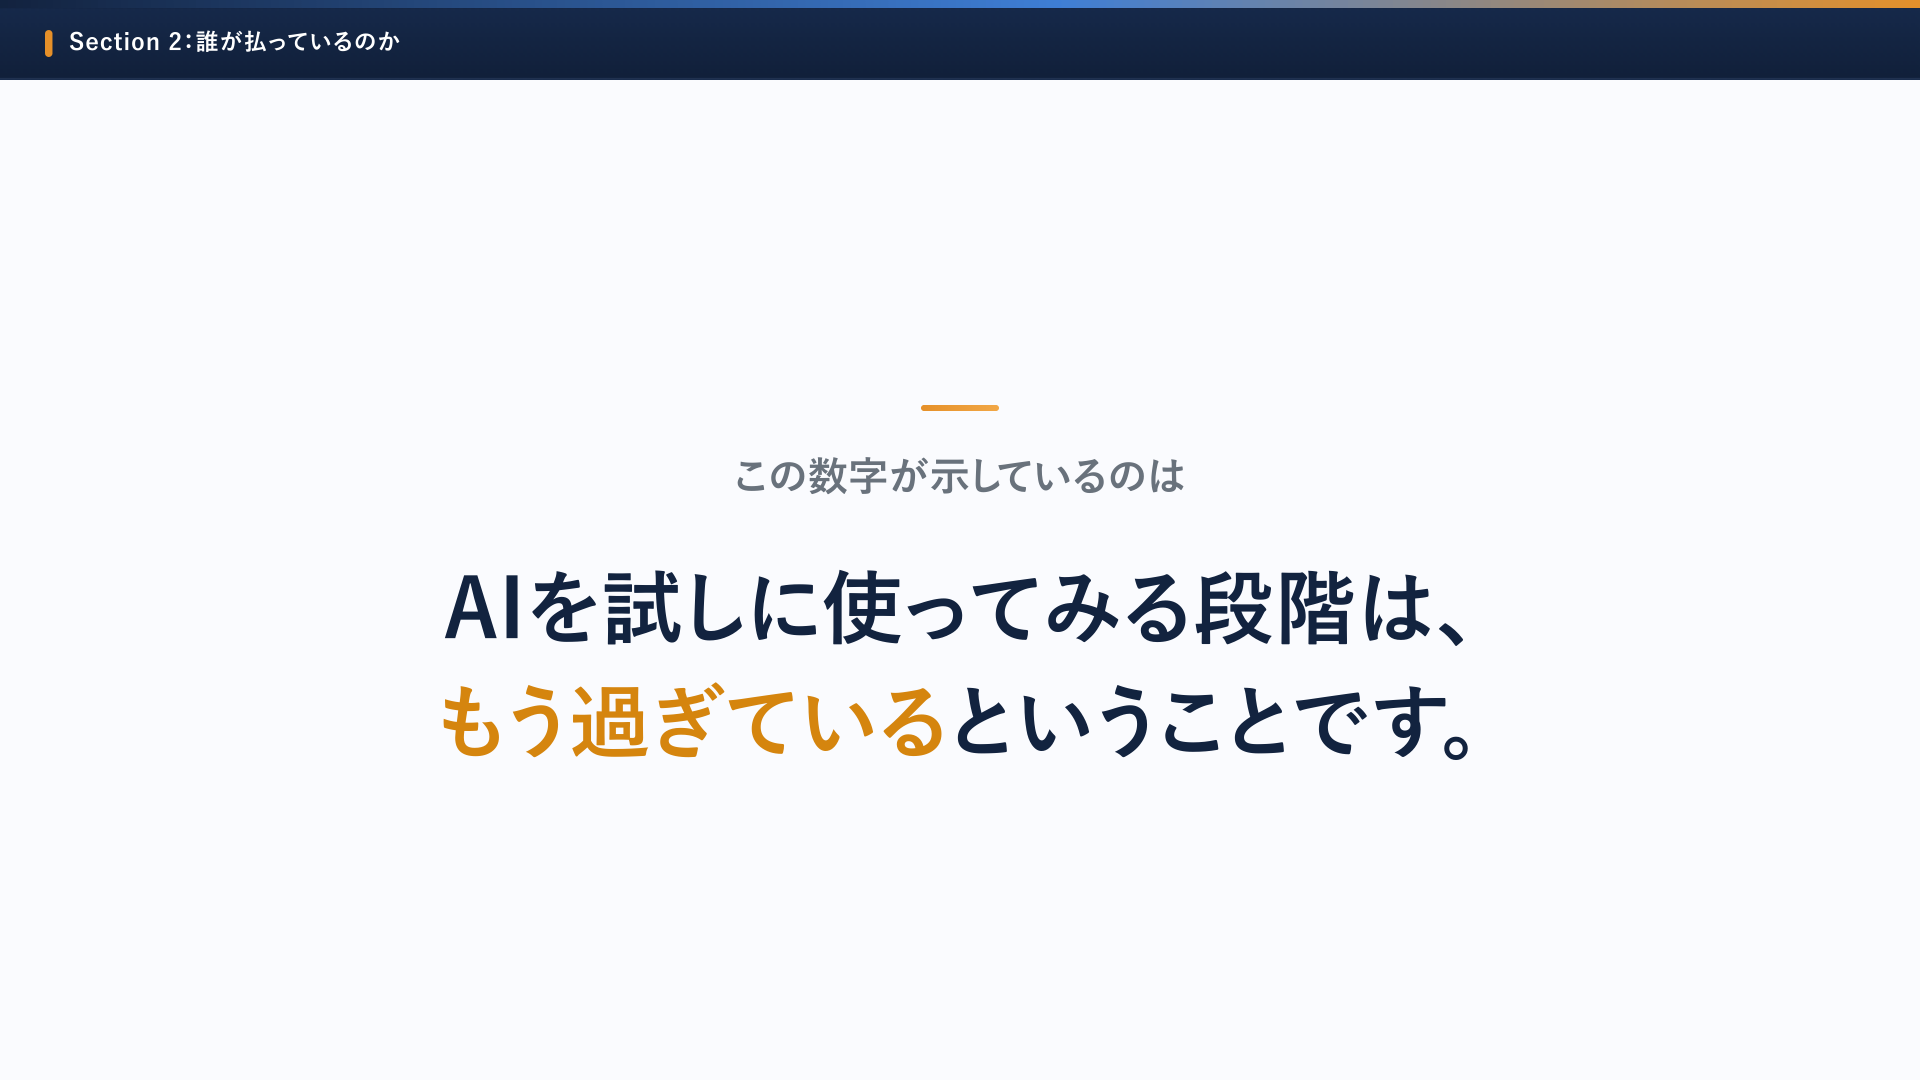 Section 2：誰が払っているのか
この数字が示しているのは
AIを試しに使ってみる段階は、
もう過ぎているということです。